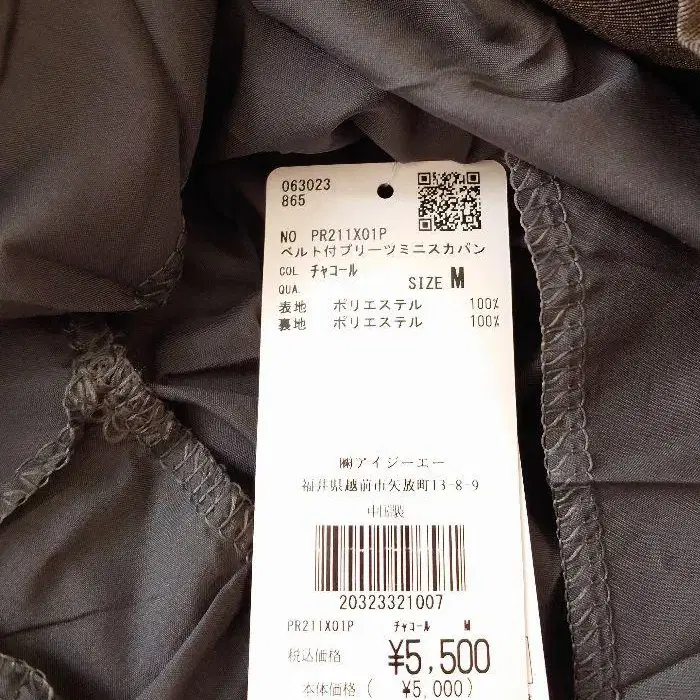 063023
865
NO PR211X01P
ベルト付プリーツミニスカパン
COL チャコール
QUA. SIZE M
表地 ポリエステル 100%
裏地 ポリエステル 100%
㈱アイジーエー
福井県越前市矢放町13-8-9
中国製
20323321007
PR211X01P チャコール M
税込価格 ¥5,500
本体価格( ¥5,000)